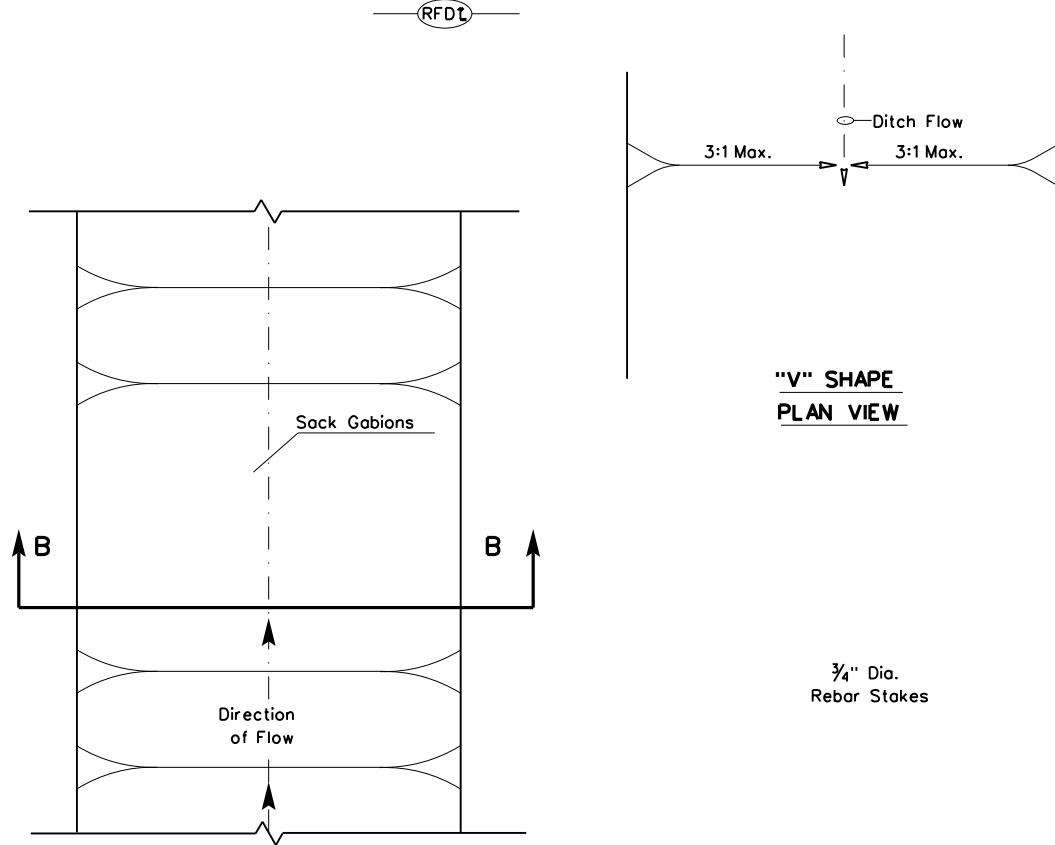 RFD
Ditch Flow
3:1 Max.
3:1 Max.
"V" SHAPE
PLAN VIEW
Sack Gabions
B
B
¾" Dia.
Rebar Stakes
Direction
of Flow